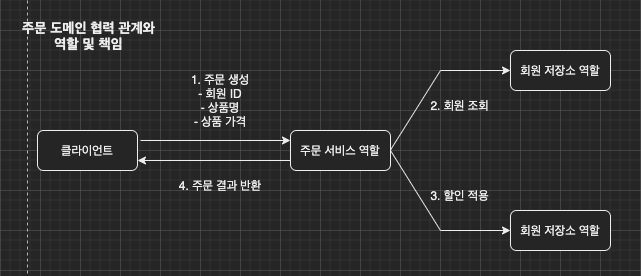 주문 도메인 협력 관계와
역할 및 책임
1. 주문 생성
- 회원 ID
- 상품명
- 상품 가격
클라이언트
주문 서비스 역할
4. 주문 결과 반환
2. 회원 조회
회원 저장소 역할
3. 할인 적용
회원 저장소 역할